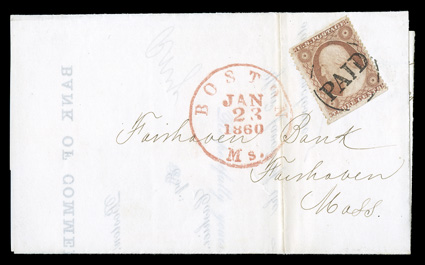 BOSTON
JAN
23
1860
Ms.
PAID
Fairhaven Bank
Fairhaven
Mass.
BANK OF COMME